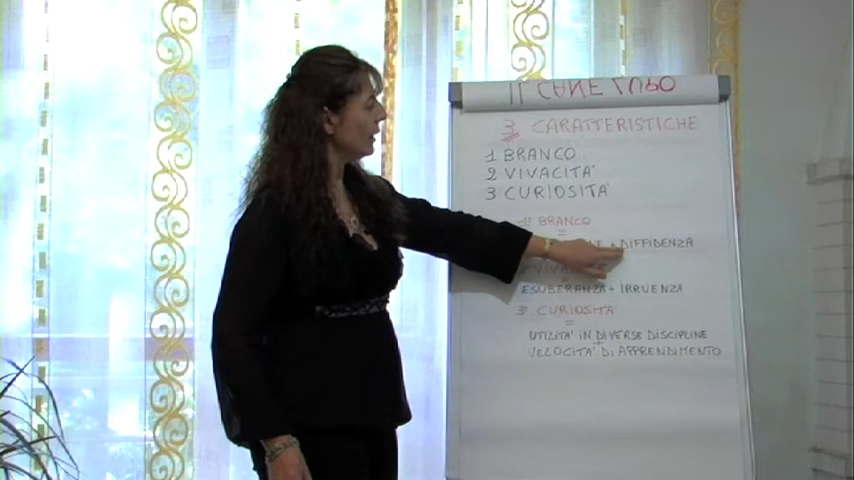 IL CANE LUPO
3 CARATTERISTICHE
1 BRANCO
2 VIVACITA'
3 CURIOSITA'
1° BRANCO
=
+ DIFFIDENZA
=
ESUBERANZA + IRRUENZA
3° CURIOSITA'
=
UTILITA' IN DIVERSE DISCIPLINE
+
VELOCITA' DI APPRENDIMENTO